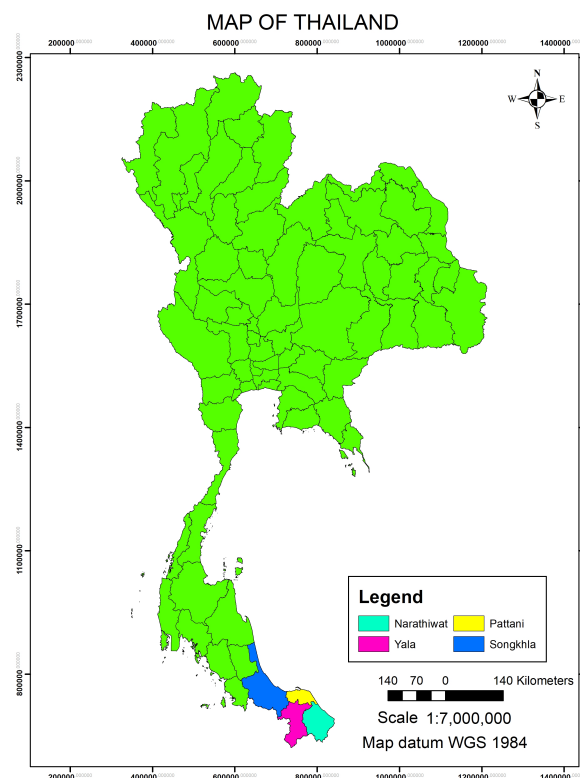 MAP OF THAILAND
200000 400000 600000 800000 1000000 1200000 1400000
2300000
2000000
1700000
1400000
1100000
800000
N
W E
S
Legend
Narathiwat Pattani
Yala Songkhla
140 70 0 140 Kilometers
Scale 1:7,000,000
Map datum WGS 1984
200000 400000 600000 800000 1000000 1200000 1400000